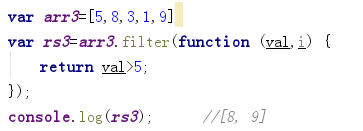 var arr3=[5,8,3,1,9]
var rs3=arr3.filter(function (val,i) {
    return val>5;
});
console.log(rs3);      //[8, 9]